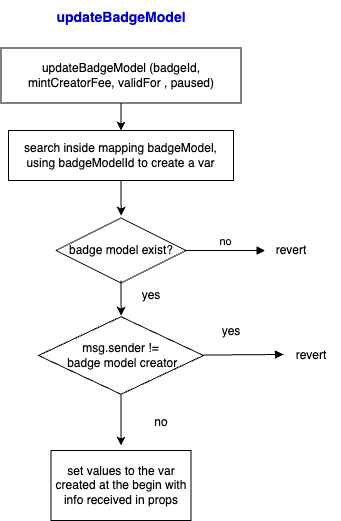 updateBadgeModel
updateBadgeModel (badgeId,
mintCreatorFee, validFor , paused)
search inside mapping badgeModel,
using badgeModelId to create a var
badge model exist?
no
revert
yes
msg.sender !=
badge model creator
yes
revert
no
set values to the var
created at the begin with
info received in props